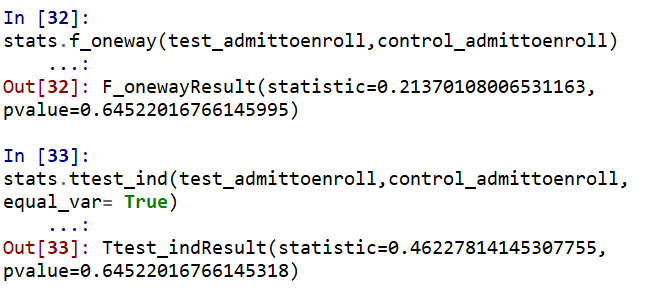 In [32]:
stats.f_oneway(test_admittoenroll,control_admittoenroll)
...:
Out[32]: F_onewayResult(statistic=0.21370108006531163,
pvalue=0.64522016766145995)
In [33]:
stats.ttest_ind(test_admittoenroll,control_admittoenroll,
equal_var= True)
...:
Out[33]: Ttest_indResult(statistic=0.46227814145307755,
pvalue=0.64522016766145318)